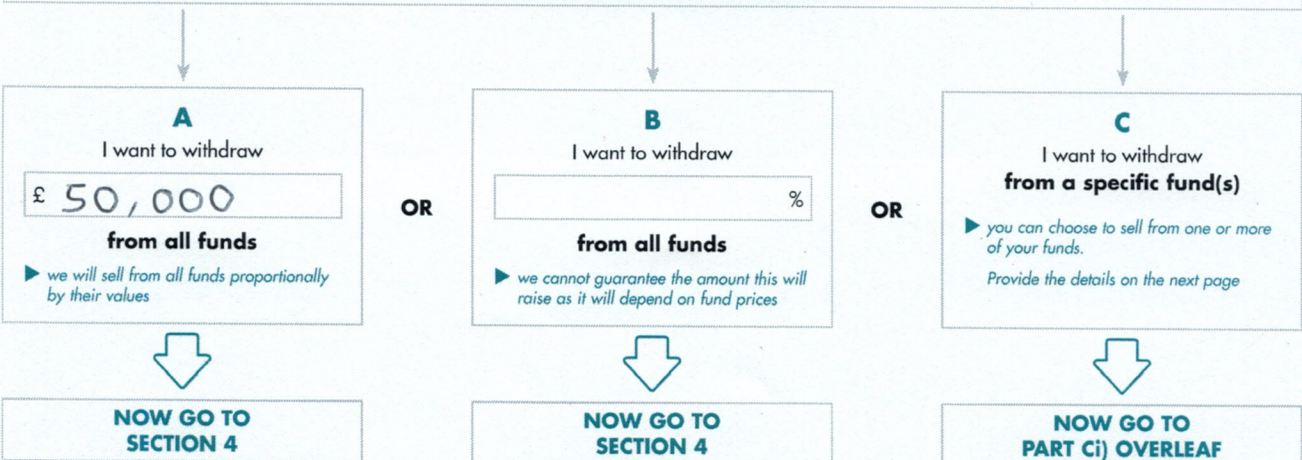 A
I want to withdraw
£ 50,000
from all funds
▶ we will sell from all funds proportionally
by their values
NOW GO TO
SECTION 4
OR
B
I want to withdraw
%
from all funds
▶ we cannot guarantee the amount this will
raise as it will depend on fund prices
NOW GO TO
SECTION 4
OR
C
I want to withdraw
from a specific fund(s)
▶ you can choose to sell from one or more
of your funds.
Provide the details on the next page
NOW GO TO
PART Ci) OVERLEAF